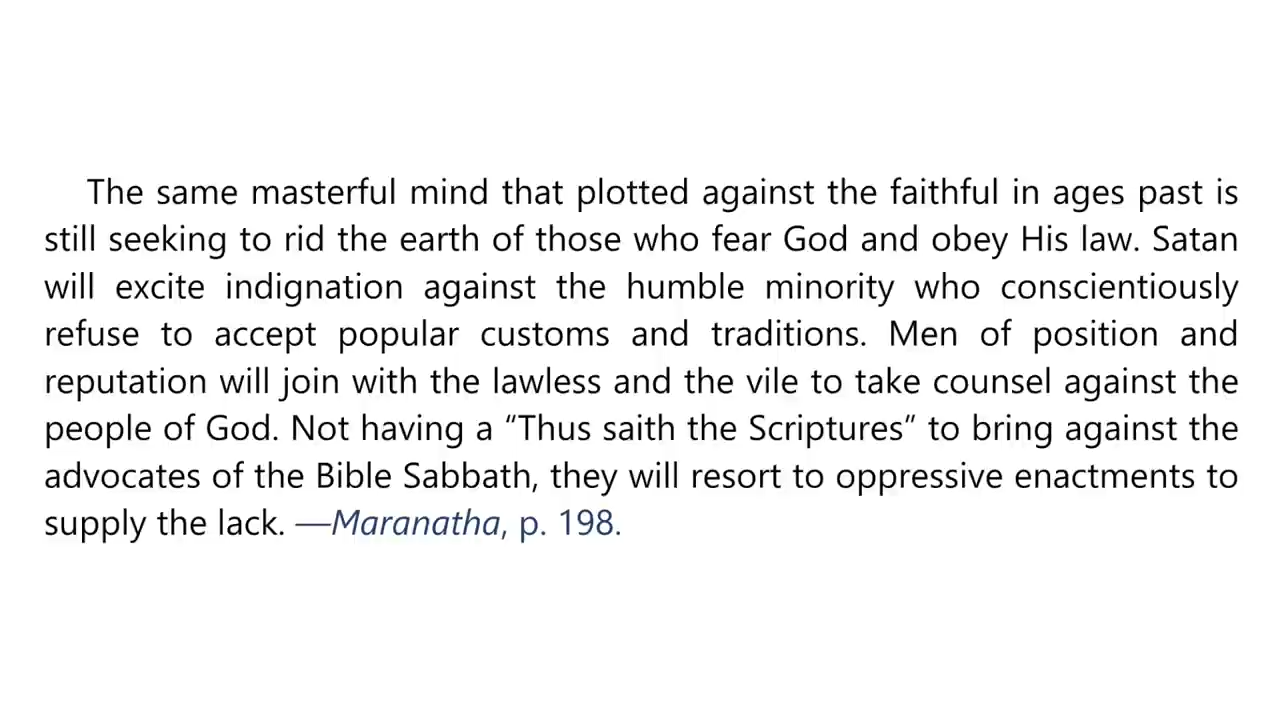 The same masterful mind that plotted against the faithful in ages past is
still seeking to rid the earth of those who fear God and obey His law. Satan
will excite indignation against the humble minority who conscientiously
refuse to accept popular customs and traditions. Men of position and
reputation will join with the lawless and the vile to take counsel against the
people of God. Not having a “Thus saith the Scriptures” to bring against the
advocates of the Bible Sabbath, they will resort to oppressive enactments to
supply the lack. —Maranatha, p. 198.